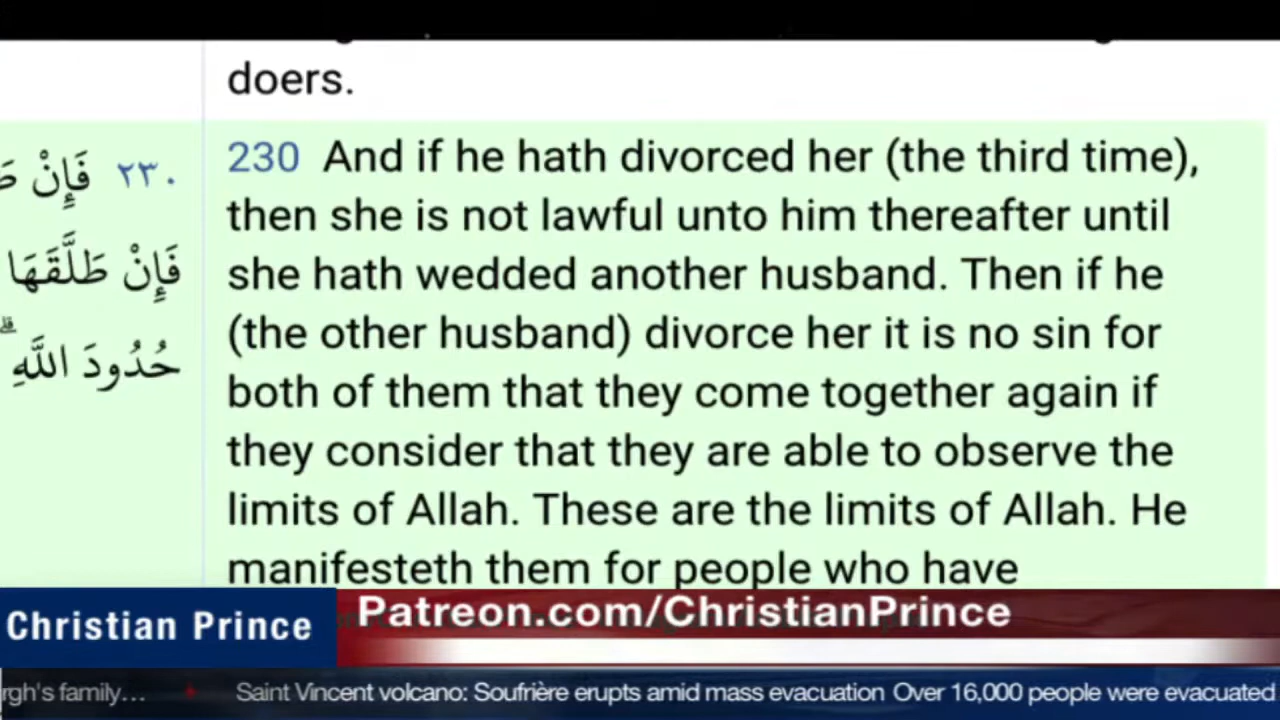 doers.
230 And if he hath divorced her (the third time),
then she is not lawful unto him thereafter until
she hath wedded another husband. Then if he
(the other husband) divorce her it is no sin for
both of them that they come together again if
they consider that they are able to observe the
limits of Allah. These are the limits of Allah. He
manifesteth them for people who have
٢٣٠. فَإِنْ
فَإِنْ طَلَّقَهَا
حُدُودَ اللَّهِ ۗ
Christian Prince
Patreon.com/ChristianPrince
rgh's family... Saint Vincent volcano: Soufrière erupts amid mass evacuation Over 16,000 people were evacuated